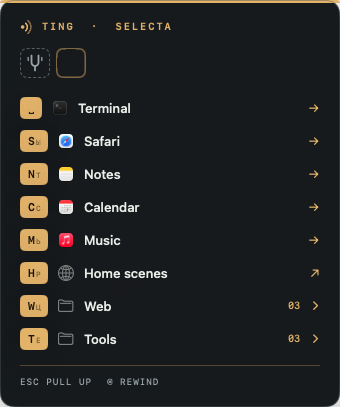 TING · SELECTA
␣ Terminal →
S Ы Safari →
N Т Notes →
C С Calendar →
M Ь Music →
H Р Home scenes ↗
W Ц Web 03 >
T Е Tools 03 >
ESC PULL UP @ REWIND